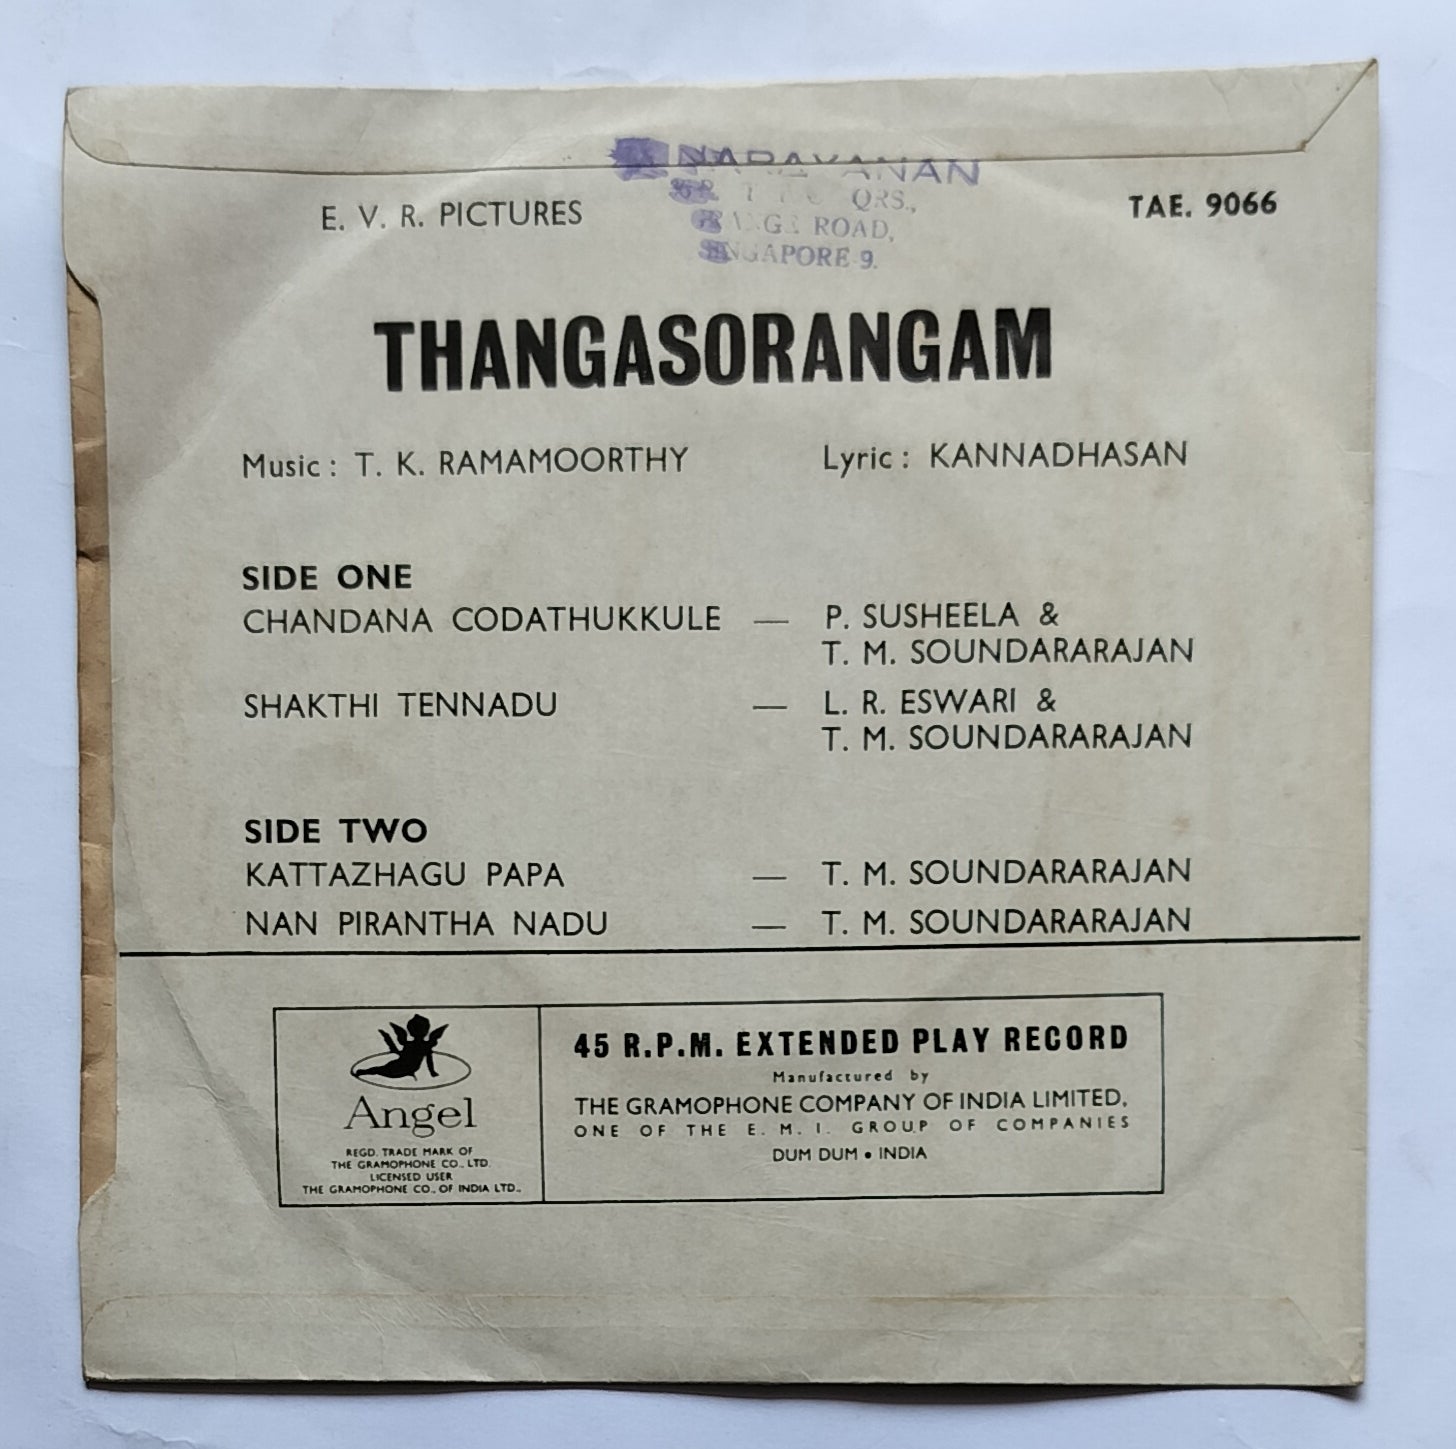 NARAYANAN
QRS.,
ROAD,
SINGAPORE 9.
E. V. R. PICTURES
TAE. 9066
THANGASORANGAM
Music : T. K. RAMAMOORTHY
Lyric : KANNADHASAN
SIDE ONE
CHANDANA CODATHUKKULE — P. SUSHEELA &
T. M. SOUNDARARAJAN
SHAKTHI TENNADU — L. R. ESWARI &
T. M. SOUNDARARAJAN
SIDE TWO
KATTAZHAGU PAPA — T. M. SOUNDARARAJAN
NAN PIRANTHA NADU — T. M. SOUNDARARAJAN
Angel
REGD. TRADE MARK OF
THE GRAMOPHONE CO., LTD.
LICENSED USER
THE GRAMOPHONE CO., OF INDIA LTD.,
45 R.P.M. EXTENDED PLAY RECORD
Manufactured by
THE GRAMOPHONE COMPANY OF INDIA LIMITED,
ONE OF THE E. M. I. GROUP OF COMPANIES
DUM DUM • INDIA